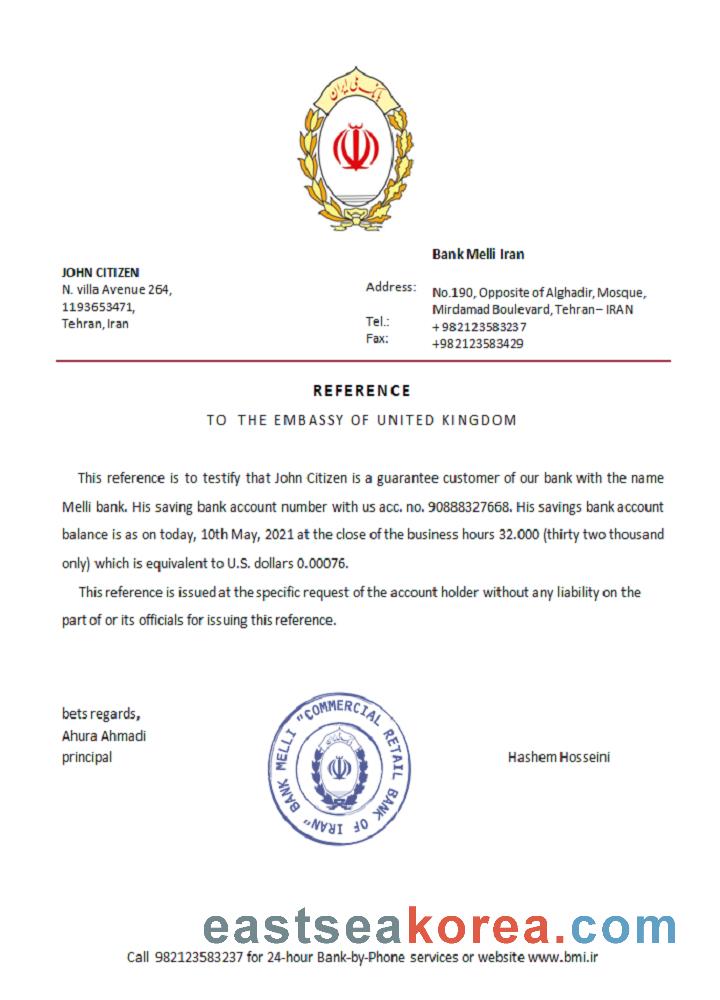 بانک ملی ایران
Bank Melli Iran
JOHN CITIZEN
N. villa Avenue 264,
1193653471,
Tehran, Iran
Address: No.190, Opposite of Alghadir, Mosque,
Mirdamad Boulevard, Tehran – IRAN
Tel.: +982123583237
Fax: +982123583429
REFERENCE
TO THE EMBASSY OF UNITED KINGDOM
This reference is to testify that John Citizen is a guarantee customer of our bank with the name
Melli bank. His saving bank account number with us acc. no. 90888327668. His savings bank account
balance is as on today, 10th May, 2021 at the close of the business hours 32.000 (thirty two thousand
only) which is equivalent to U.S. dollars 0.00076.
This reference is issued at the specific request of the account holder without any liability on the
part of or its officials for issuing this reference.
bets regards,
Ahura Ahmadi
principal
BANK MELLI "COMMERCIAL RETAIL BANK OF IRAN"
Hashem Hosseini
eastseakorea.com
Call 982123583237 for 24-hour Bank-by-Phone services or website www.bmi.ir